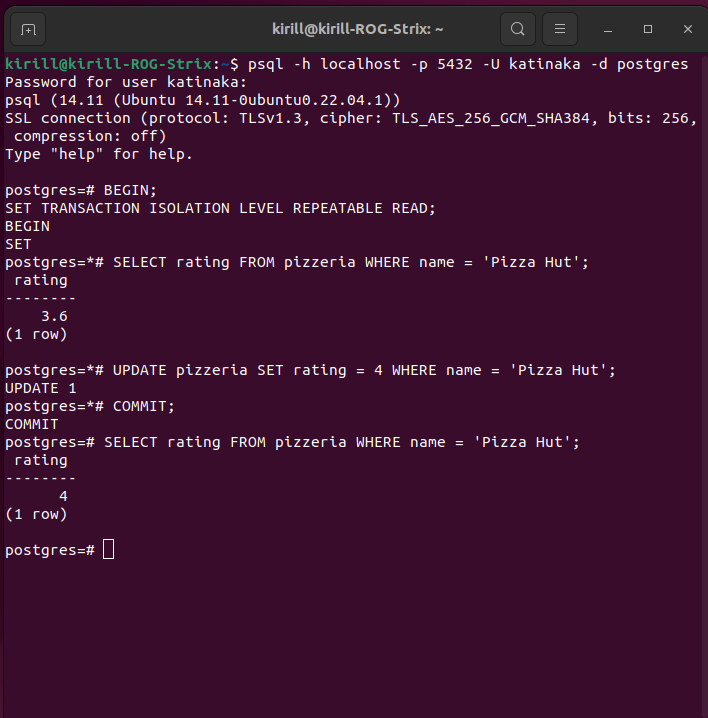 kirill@kirill-ROG-Strix: ~
kirill@kirill-ROG-Strix:~$ psql -h localhost -p 5432 -U katinaka -d postgres
Password for user katinaka:
psql (14.11 (Ubuntu 14.11-0ubuntu0.22.04.1))
SSL connection (protocol: TLSv1.3, cipher: TLS_AES_256_GCM_SHA384, bits: 256,
 compression: off)
Type "help" for help.

postgres=# BEGIN;
SET TRANSACTION ISOLATION LEVEL REPEATABLE READ;
BEGIN
SET
postgres=*# SELECT rating FROM pizzeria WHERE name = 'Pizza Hut';
 rating
--------
    3.6
(1 row)

postgres=*# UPDATE pizzeria SET rating = 4 WHERE name = 'Pizza Hut';
UPDATE 1
postgres=*# COMMIT;
COMMIT
postgres=# SELECT rating FROM pizzeria WHERE name = 'Pizza Hut';
 rating
--------
      4
(1 row)

postgres=#